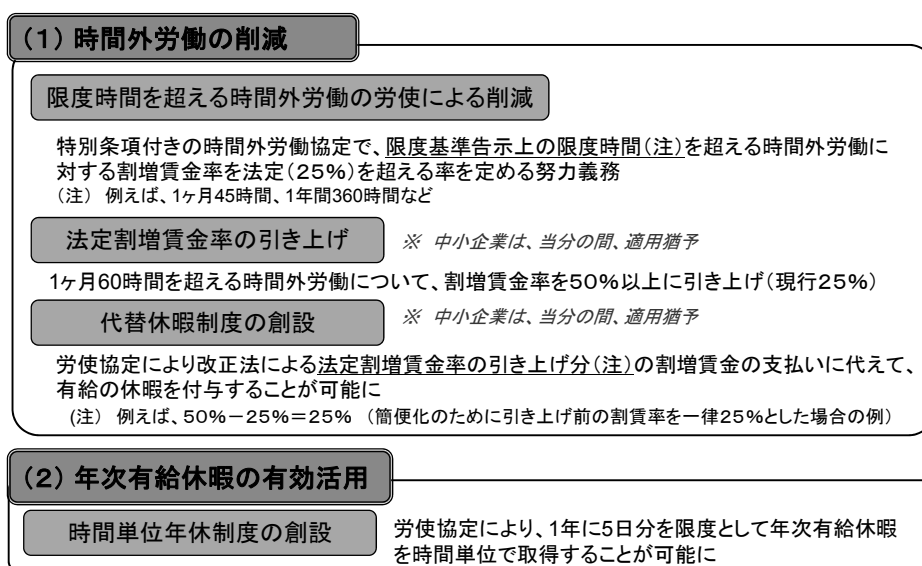 （１）時間外労働の削減
限度時間を超える時間外労働の労使による削減
特別条項付きの時間外労働協定で、限度基準告示上の限度時間（注）を超える時間外労働に
対する割増賃金率を法定（２５％）を超える率を定める努力義務
（注） 例えば、1ヶ月45時間、1年間360時間など
法定割増賃金率の引き上げ
※ 中小企業は、当分の間、適用猶予
1ヶ月60時間を超える時間外労働について、割増賃金率を５０％以上に引き上げ（現行２５％）
代替休暇制度の創設
※ 中小企業は、当分の間、適用猶予
労使協定により改正法による法定割増賃金率の引き上げ分（注）の割増賃金の支払いに代えて、
有給の休暇を付与することが可能に
(注） 例えば、５０％－２５％＝２５％ （簡便化のために引き上げ前の割賃率を一律２５％とした場合の例）
（２）年次有給休暇の有効活用
時間単位年休制度の創設
労使協定により、1年に5日分を限度として年次有給休暇
を時間単位で取得することが可能に